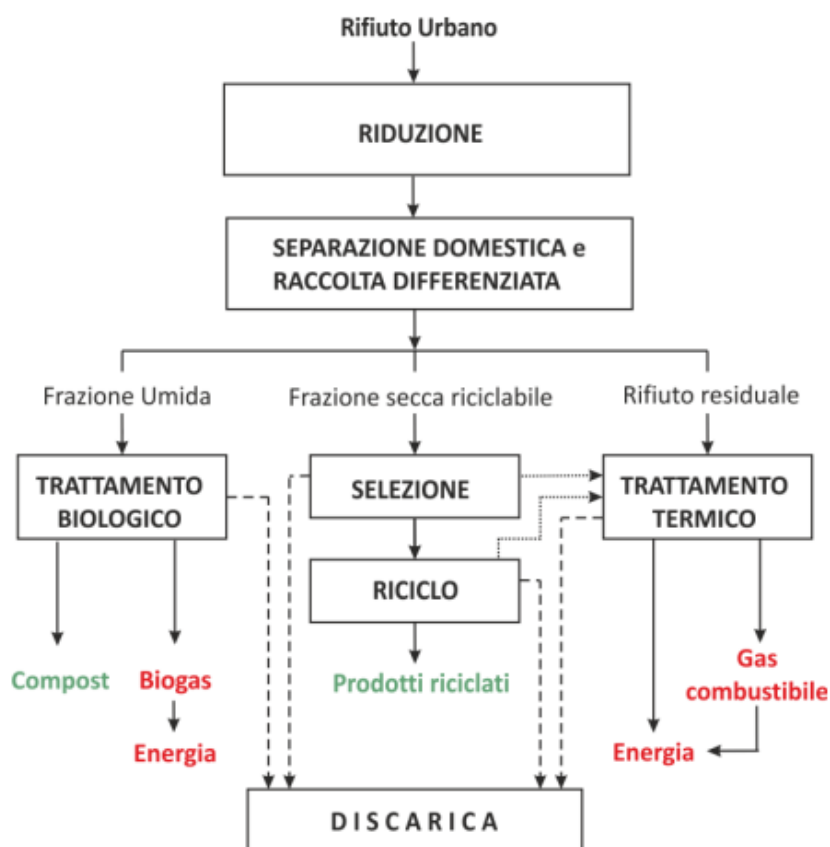 Rifiuto Urbano
RIDUZIONE
SEPARAZIONE DOMESTICA e
RACCOLTA DIFFERENZIATA
Frazione Umida
Frazione secca riciclabile
Rifiuto residuale
TRATTAMENTO
BIOLOGICO
SELEZIONE
TRATTAMENTO
TERMICO
RICICLO
Compost
Biogas
Prodotti riciclati
Gas
combustibile
Energia
Energia
DISCARICA